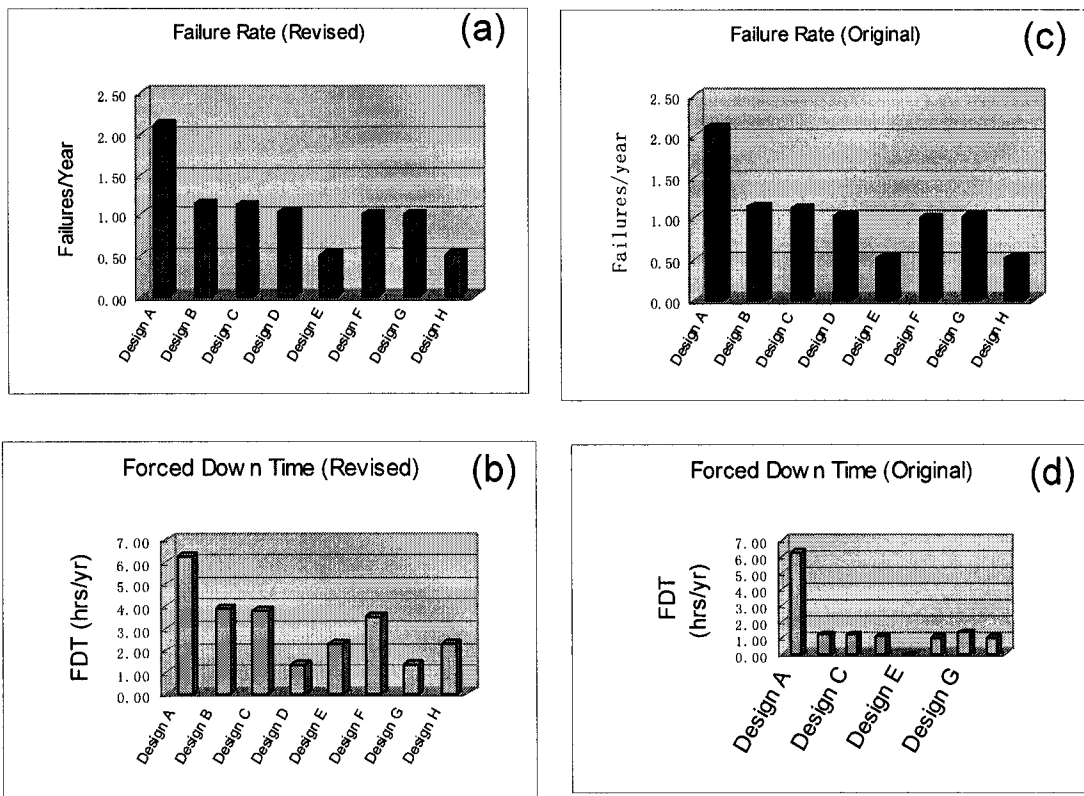 Failure Rate (Revised)
(a)
Failures/Year
2.50
2.00
1.50
1.00
0.50
0.00
Design A
Design B
Design C
Design D
Design E
Design F
Design G
Design H
Failure Rate (Original)
(c)
Failures/year
2.50
2.00
1.50
1.00
0.50
0.00
Design A
Design B
Design C
Design D
Design E
Design F
Design G
Design H
Forced Down Time (Revised)
(b)
FDT (hrs/yr)
7.00
6.00
5.00
4.00
3.00
2.00
1.00
0.00
Design A
Design B
Design C
Design D
Design E
Design F
Design G
Design H
Forced Down Time (Original)
(d)
FDT
(hrs/yr)
7.00
6.00
5.00
4.00
3.00
2.00
1.00
0.00
Design A
Design C
Design E
Design G